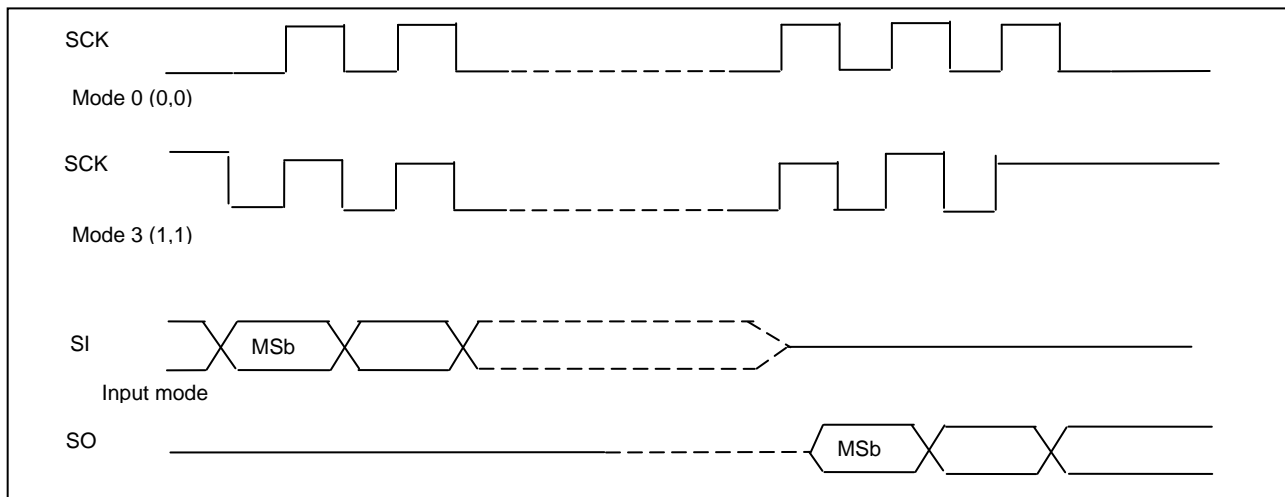 SCK
Mode 0 (0,0)
SCK
Mode 3 (1,1)
SI
MSb
Input mode
SO
MSb